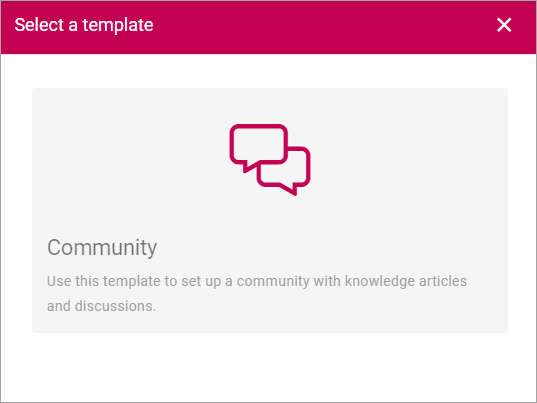 Select a template
Community
Use this template to set up a community with knowledge articles
and discussions.